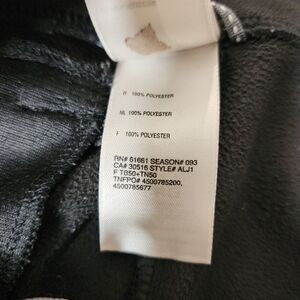 100% POLYESTER
NL 100% POLYESTER
F 100% POLYESTER
RN# 61661 SEASON# 093
CA# 30516 STYLE# ALJ1
F TB50+TN50
TNFPO# 4500785200,
4500785677